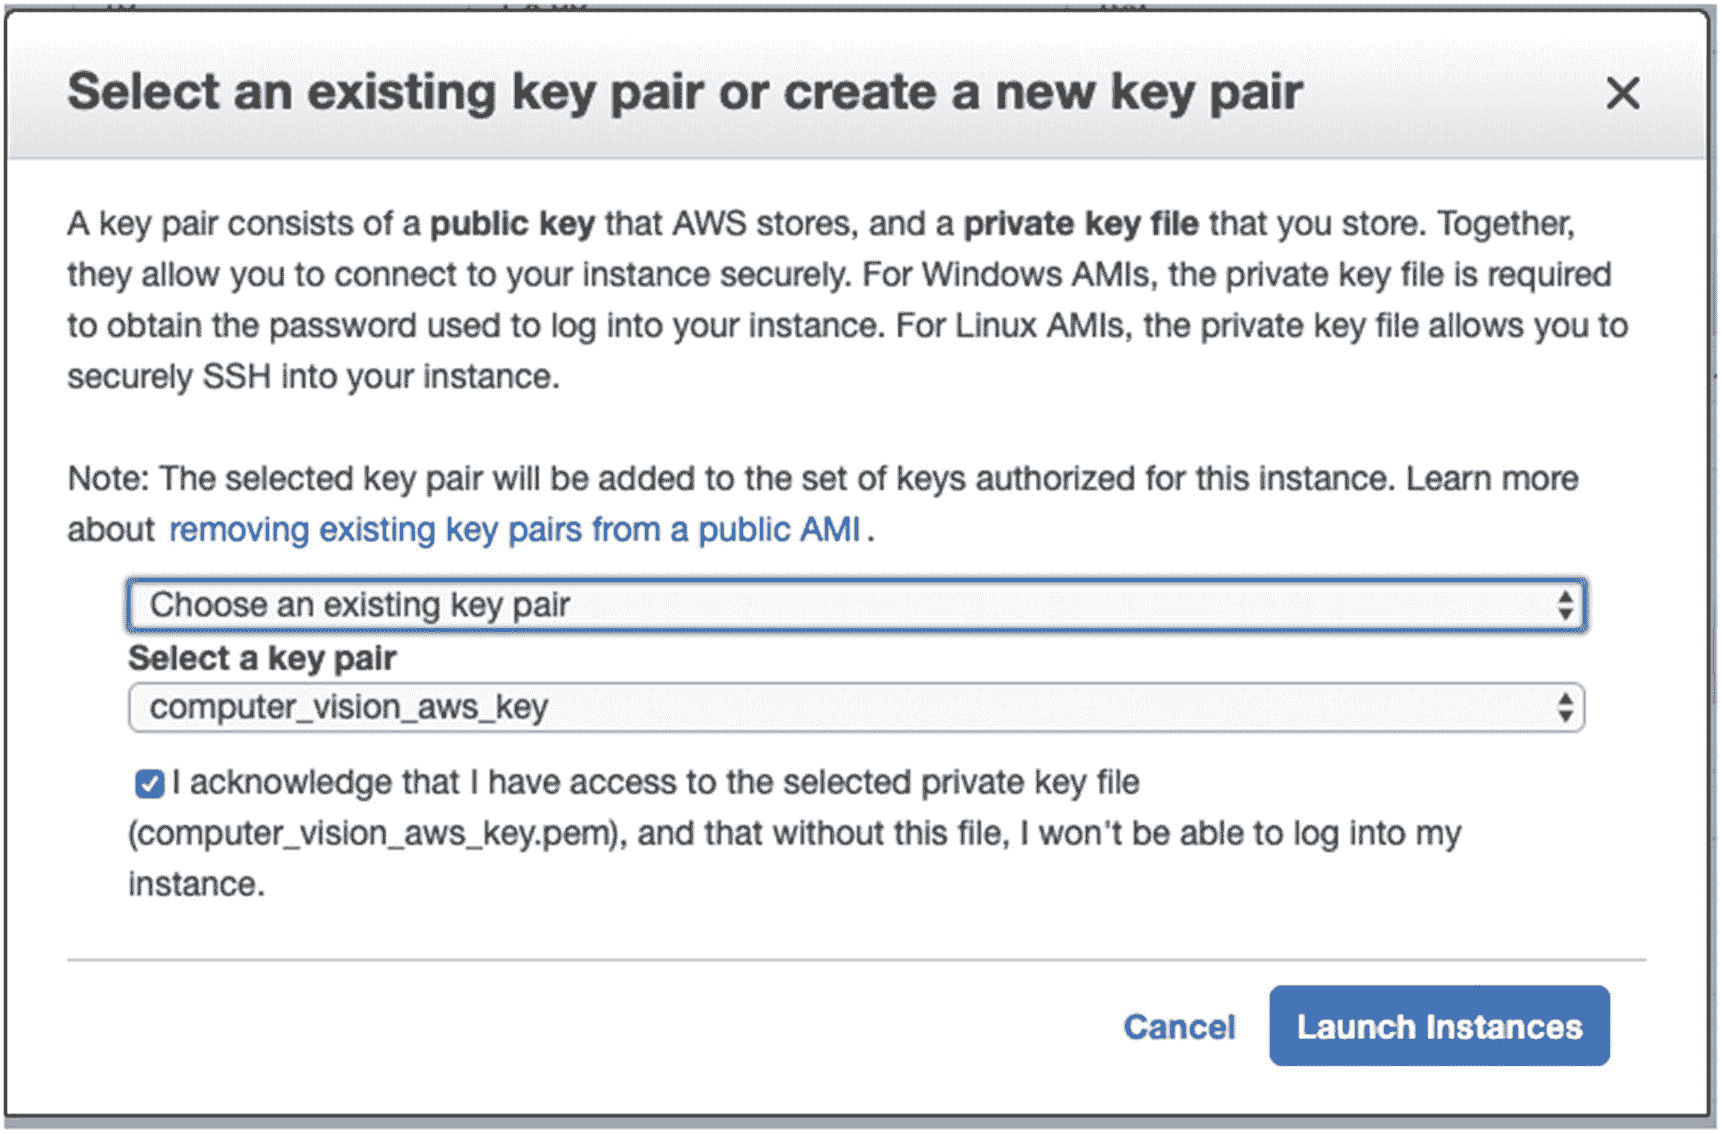 Select an existing key pair or create a new key pair
A key pair consists of a public key that AWS stores, and a private key file that you store. Together,
they allow you to connect to your instance securely. For Windows AMIs, the private key file is required
to obtain the password used to log into your instance. For Linux AMIs, the private key file allows you to
securely SSH into your instance.
Note: The selected key pair will be added to the set of keys authorized for this instance. Learn more
about removing existing key pairs from a public AMI.
Choose an existing key pair
Select a key pair
computer_vision_aws_key
I acknowledge that I have access to the selected private key file
(computer_vision_aws_key.pem), and that without this file, I won't be able to log into my
instance.
Cancel Launch Instances